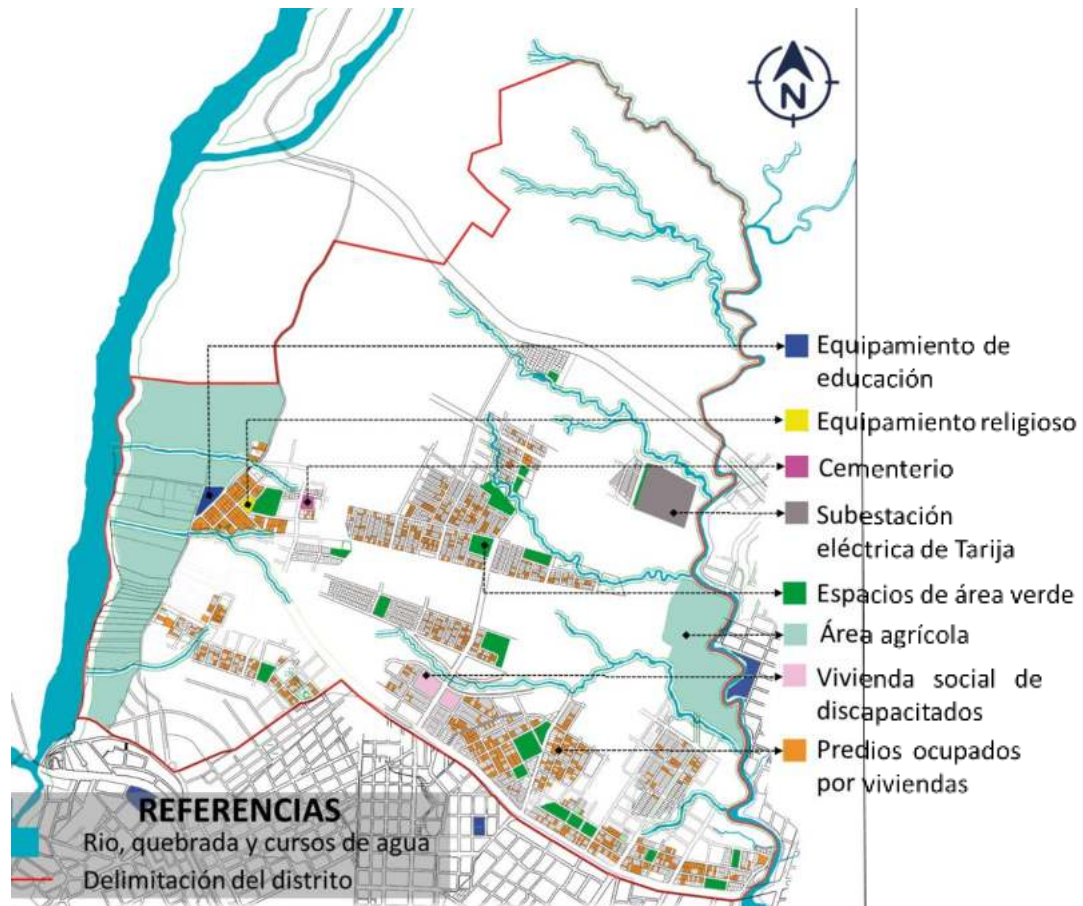 N
Equipamiento de
educación
Equipamiento religioso
Cementerio
Subestación
eléctrica de Tarija
Espacios de área verde
Área agrícola
Vivienda social de
discapacitados
Predios ocupados
por viviendas
REFERENCIAS
Rio, quebrada y cursos de agua
Delimitación del distrito